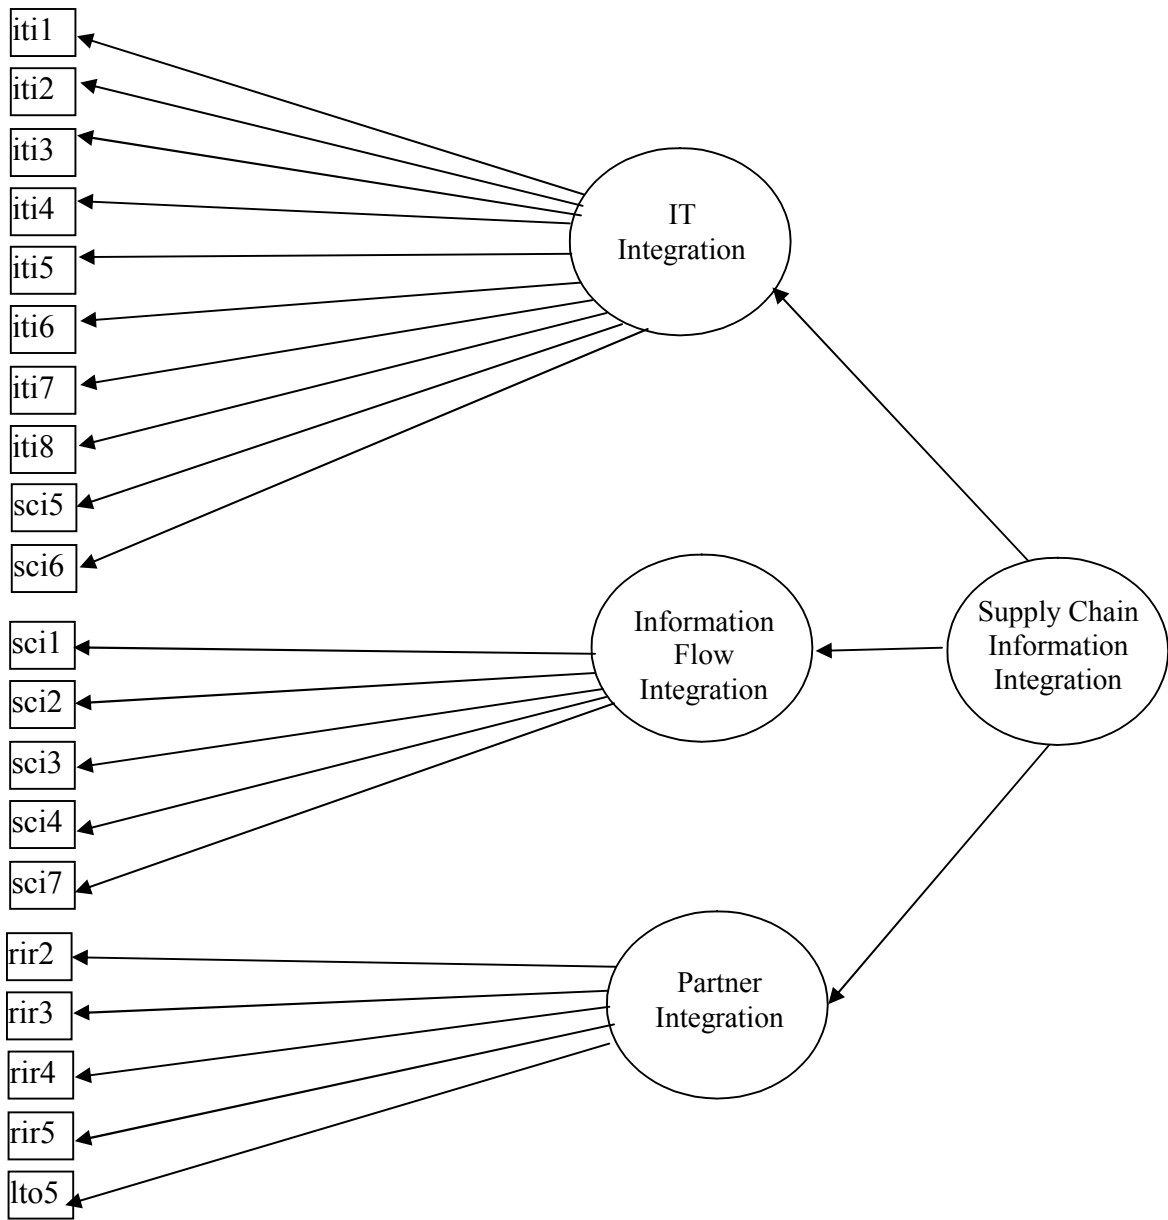 iti1
iti2
iti3
iti4
iti5
iti6
iti7
iti8
sci5
sci6
sci1
sci2
sci3
sci4
sci7
rir2
rir3
rir4
rir5
lto5
IT
Integration
Information
Flow
Integration
Partner
Integration
Supply Chain
Information
Integration